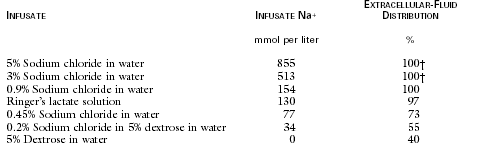 EXTRACELLULAR-FLUID
INFUSATE INFUSATE Na+ DISTRIBUTION
mmol per liter %
5% Sodium chloride in water 855 100†
3% Sodium chloride in water 513 100†
0.9% Sodium chloride in water 154 100
Ringer's lactate solution 130 97
0.45% Sodium chloride in water 77 73
0.2% Sodium chloride in 5% dextrose in water 34 55
5% Dextrose in water 0 40